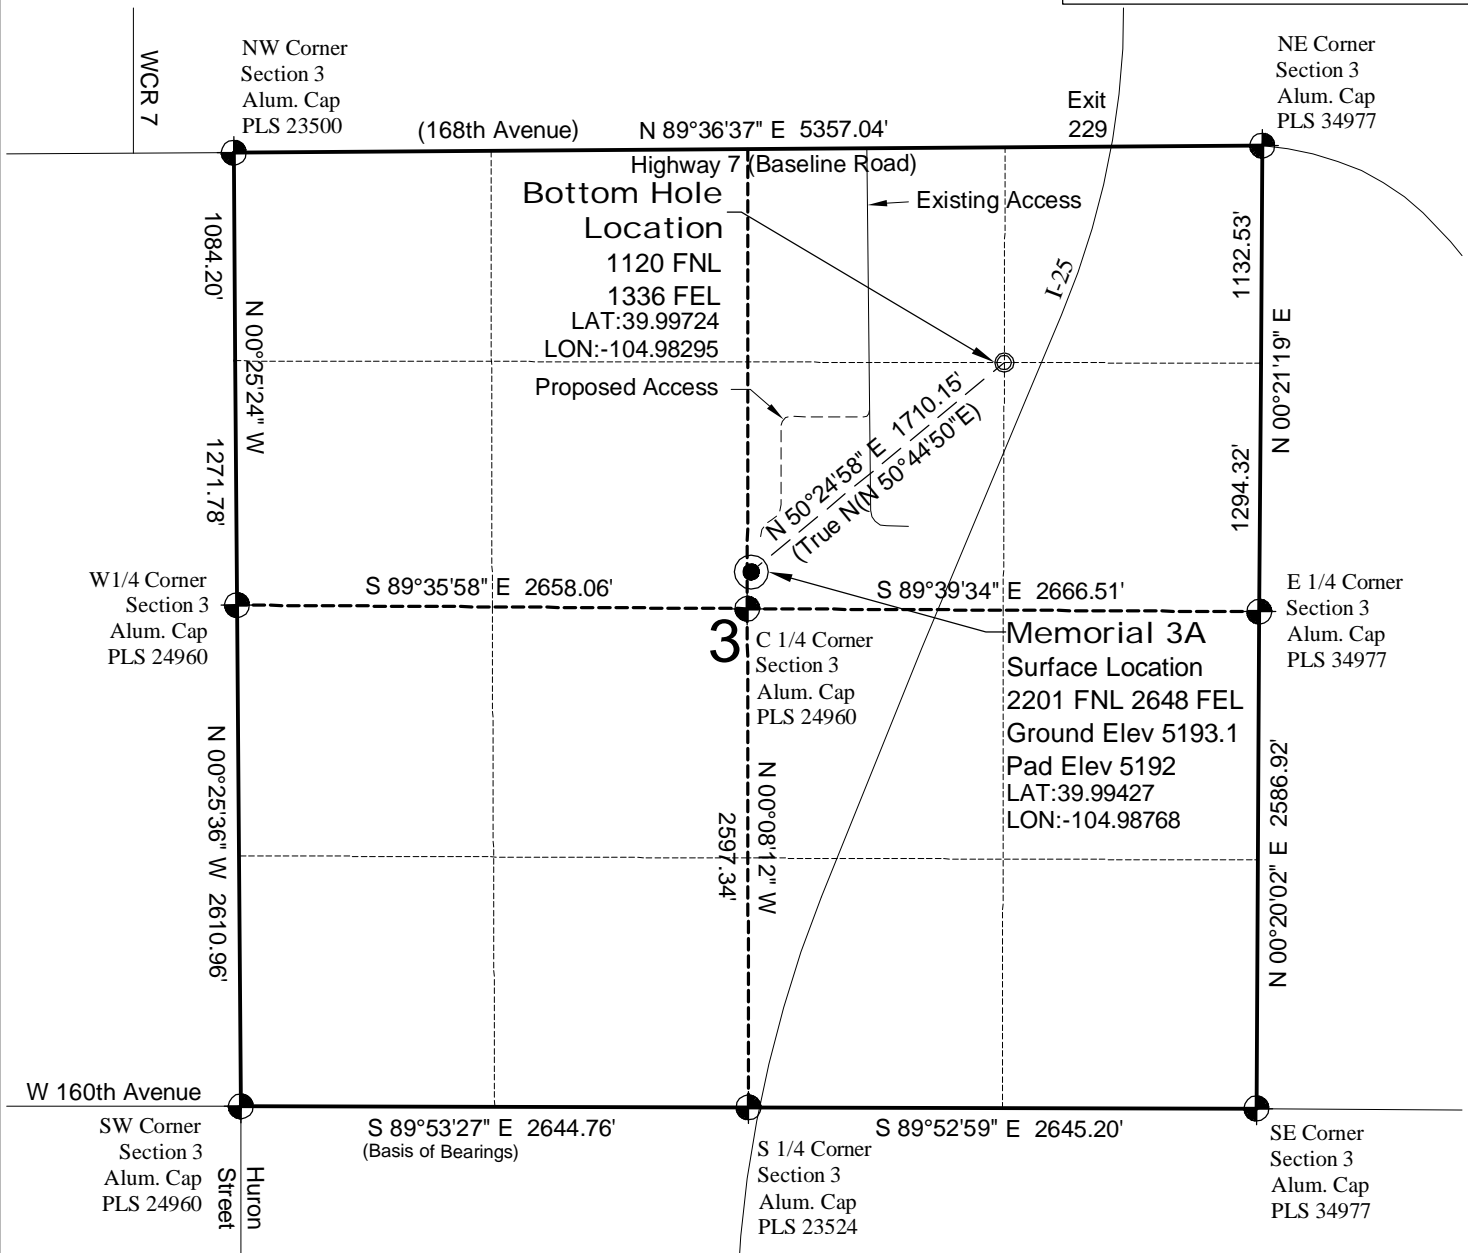 WCR 7
NW Corner
Section 3
Alum. Cap
PLS 23500
(168th Avenue)
N 89°36'37" E 5357.04'
Exit
229
NE Corner
Section 3
Alum. Cap
PLS 34977
Highway 7 (Baseline Road)
Bottom Hole
Location
1120 FNL
1336 FEL
LAT:39.99724
LON:-104.98295
Existing Access
I-25
1084.20'
N 00°25'24" W
1271.78'
1132.53'
N 00°21'19" E
1294.32'
Proposed Access
N 50°24'58" E 1710.15'
(True N(N 50°44'50"E)
W1/4 Corner
Section 3
Alum. Cap
PLS 24960
S 89°35'58" E 2658.06'
S 89°39'34" E 2666.51'
E 1/4 Corner
Section 3
Alum. Cap
PLS 34977
3
C 1/4 Corner
Section 3
Alum. Cap
PLS 24960
Memorial 3A
Surface Location
2201 FNL 2648 FEL
Ground Elev 5193.1
Pad Elev 5192
LAT:39.99427
LON:-104.98768
N 00°25'36" W 2610.96'
N 00°08'12" W
2597.34'
N 00°20'02" E 2586.92'
W 160th Avenue
SW Corner
Section 3
Alum. Cap
PLS 24960
Huron
Street
S 89°53'27" E 2644.76'
(Basis of Bearings)
S 1/4 Corner
Section 3
Alum. Cap
PLS 23524
S 89°52'59" E 2645.20'
SE Corner
Section 3
Alum. Cap
PLS 34977